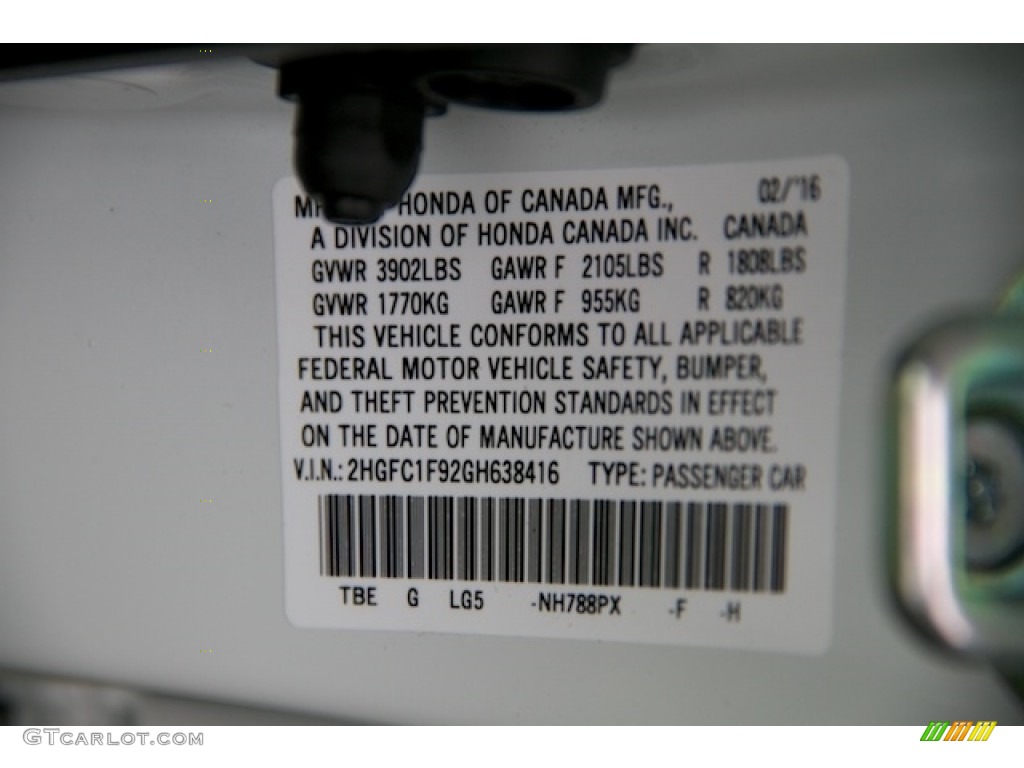 HONDA OF CANADA MFG., 02/'16
A DIVISION OF HONDA CANADA INC. CANADA
GVWR 3902LBS GAWR F 2105LBS R 1808LBS
GVWR 1770KG GAWR F 955KG R 820KG
THIS VEHICLE CONFORMS TO ALL APPLICABLE
FEDERAL MOTOR VEHICLE SAFETY, BUMPER,
AND THEFT PREVENTION STANDARDS IN EFFECT
ON THE DATE OF MANUFACTURE SHOWN ABOVE.
V.I.N.: 2HGFC1F92GH638416 TYPE: PASSENGER CAR
TBE G LG5 -NH788PX -F -H
GTCARLOT.COM